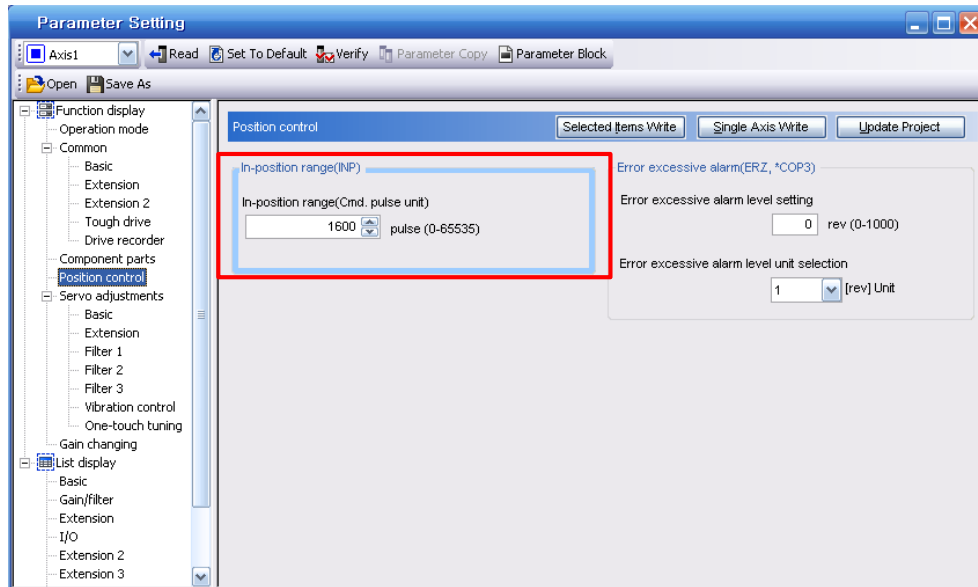 Parameter Setting
Axis1 Read Set To Default Verify Parameter Copy Parameter Block
Open Save As
Function display
Operation mode
Common
Basic
Extension
Extension 2
Tough drive
Drive recorder
Component parts
Position control
Servo adjustments
Basic
Extension
Filter 1
Filter 2
Filter 3
Vibration control
One-touch tuning
Gain changing
List display
Basic
Gain/filter
Extension
I/O
Extension 2
Extension 3
Position control Selected Items Write Single Axis Write Update Project
In-position range(INP)
In-position range(Cmd. pulse unit)
1600 pulse (0-65535)
Error excessive alarm(ERZ, *COP3)
Error excessive alarm level setting
0 rev (0-1000)
Error excessive alarm level unit selection
1 [rev] Unit